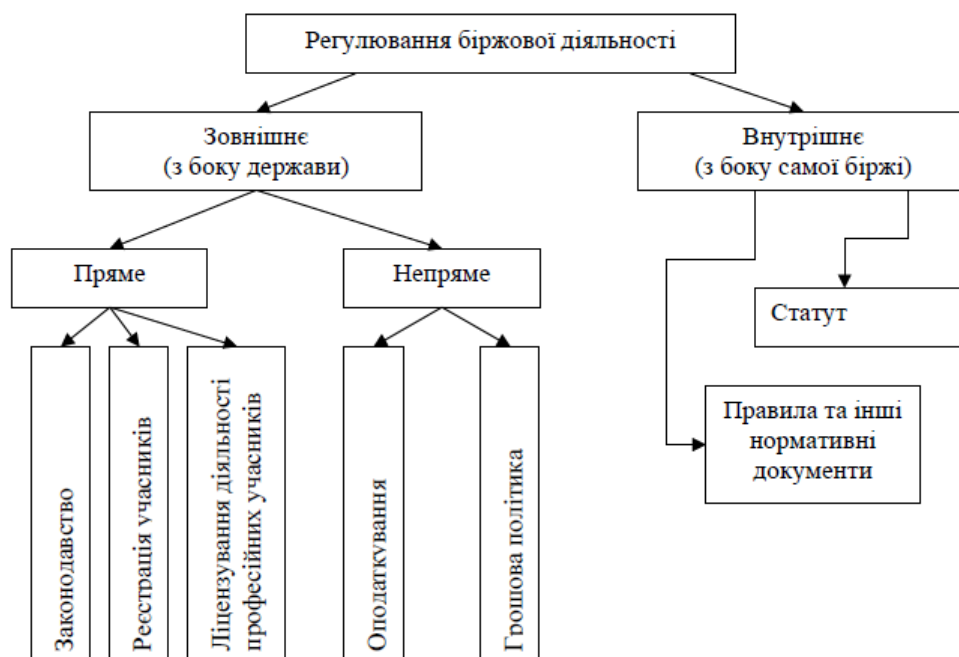 Регулювання біржової діяльності
Зовнішнє
(з боку держави)
Внутрішнє
(з боку самої біржі)
Пряме
Непряме
Статут
Правила та інші
нормативні
документи
Законодавство
Реєстрація учасників
Ліцензування діяльності
професійних учасників
Оподаткування
Грошова політика